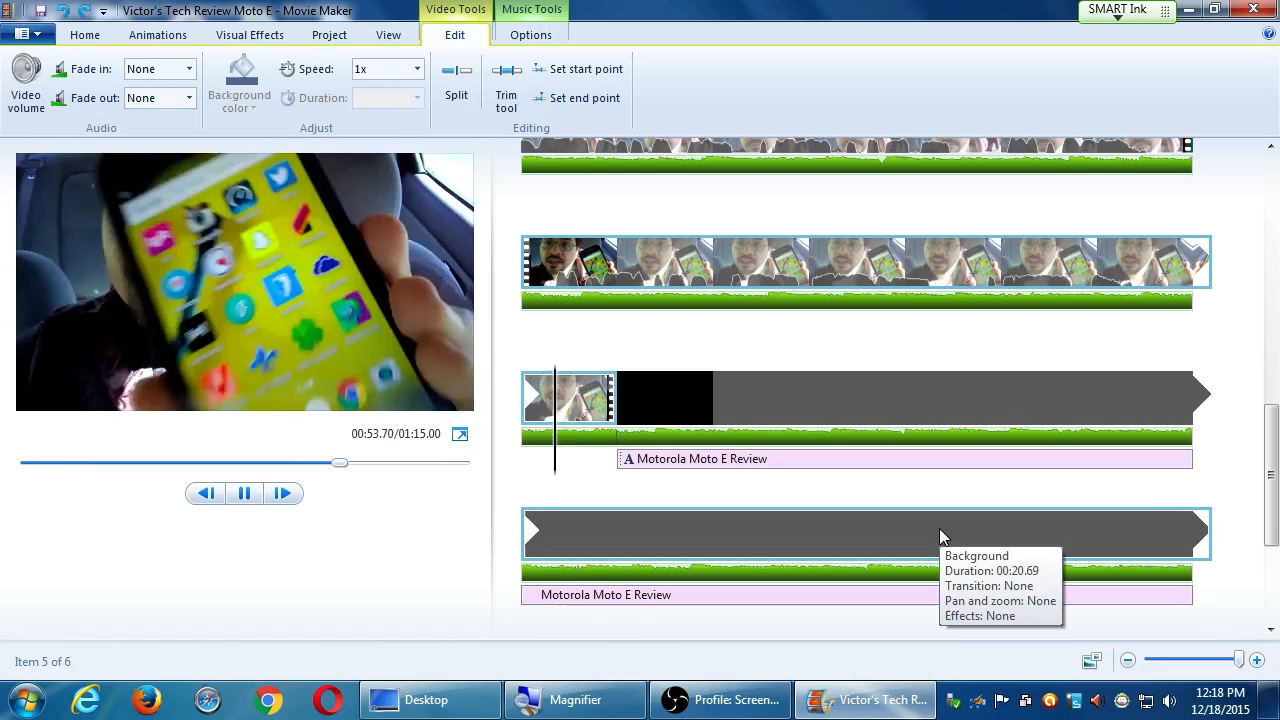 Victor's Tech Review Moto E - Movie Maker
Video Tools
Music Tools
SMART Ink
Home
Animations
Visual Effects
Project
View
Edit
Options
Video volume
Fade in:
None
Fade out:
None
Audio
Background color
Speed:
1x
Duration:
Adjust
Split
Trim tool
Set start point
Set end point
Editing
00:53.70/01:15.00
A Motorola Moto E Review
Motorola Moto E Review
Background
Duration: 00:20.69
Transition: None
Pan and zoom: None
Effects: None
Item 5 of 6
Desktop
Magnifier
Profile: Screen...
Victor's Tech R...
12:18 PM
12/18/2015